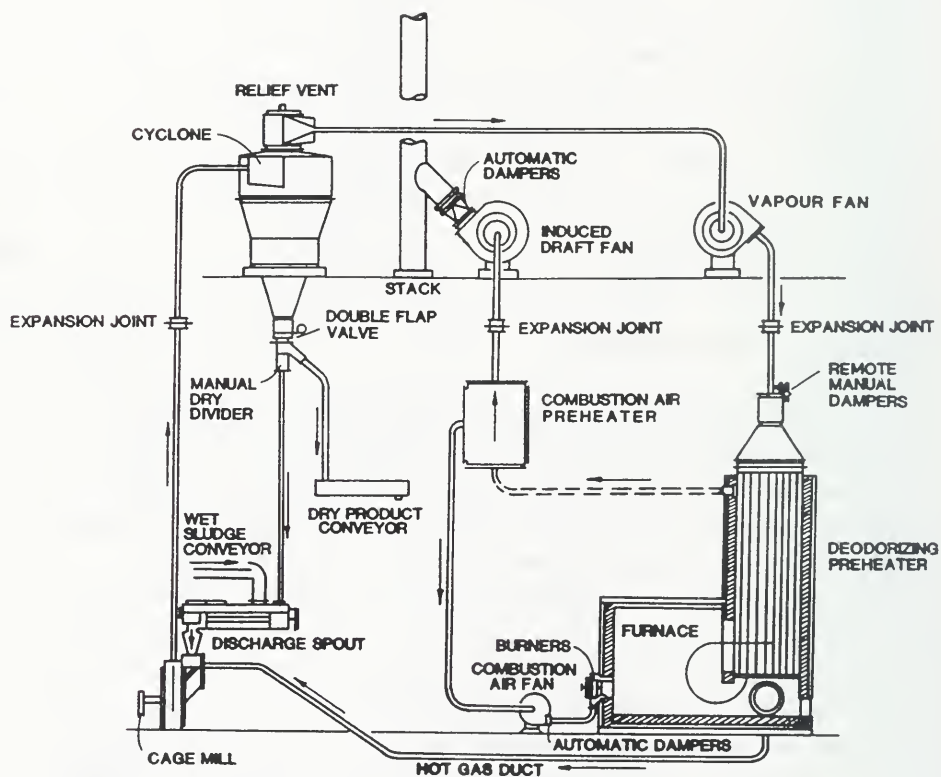 RELIEF VENT
CYCLONE
AUTOMATIC
DAMPERS
VAPOUR FAN
INDUCED
DRAFT FAN
STACK
EXPANSION JOINT
DOUBLE FLAP
VALVE
EXPANSION JOINT
EXPANSION JOINT
MANUAL
DRY
DIVIDER
COMBUSTION AIR
PREHEATER
REMOTE
MANUAL
DAMPERS
DRY PRODUCT
CONVEYOR
WET
SLUDGE
CONVEYOR
DEODORIZING
PREHEATER
DISCHARGE SPOUT
BURNERS
FURNACE
COMBUSTION
AIR FAN
CAGE MILL
AUTOMATIC DAMPERS
HOT GAS DUCT